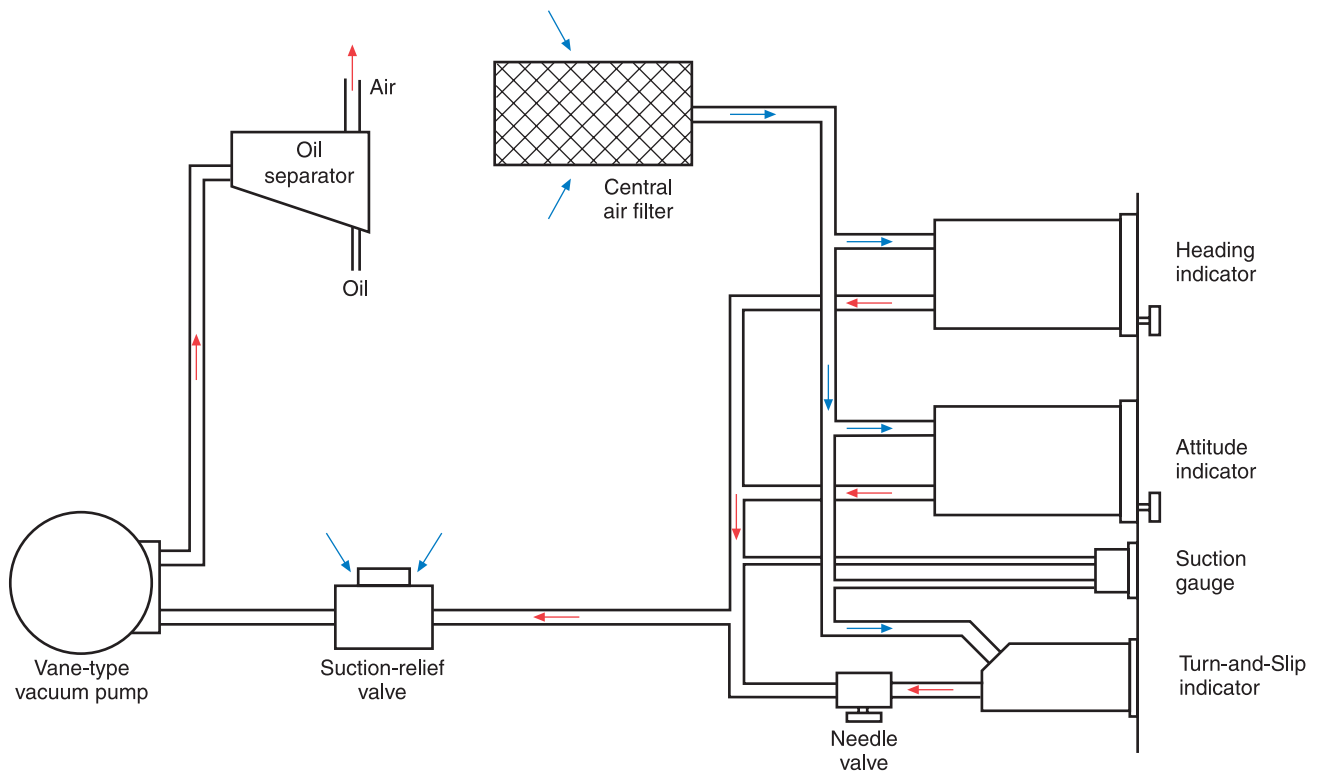 Air
Oil
separator
Oil
Central
air filter
Heading
indicator
Attitude
indicator
Suction
gauge
Turn-and-Slip
indicator
Vane-type
vacuum pump
Suction-relief
valve
Needle
valve